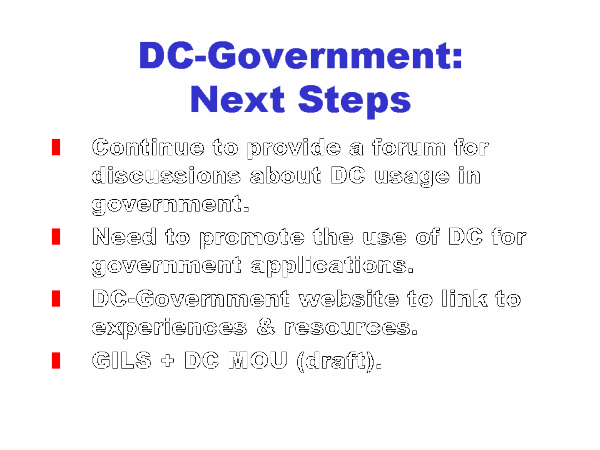 DC-Government:
Next Steps
Continue to provide a forum for
discussions about DC usage in
government.
Need to promote the use of DC for
government applications.
DC-Government website to link to
experiences & resources.
GILS + DC MOU (draft).